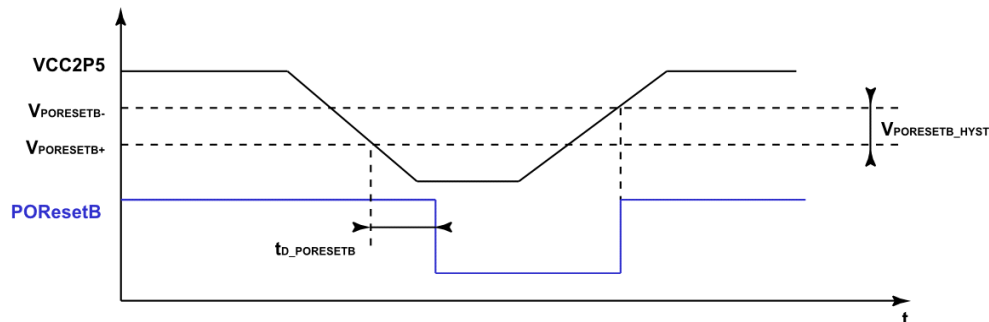 VCC2P5
VPORESETB-
VPORESETB+
VPORESETB_HYST
POResetB
tD_PORESETB
t